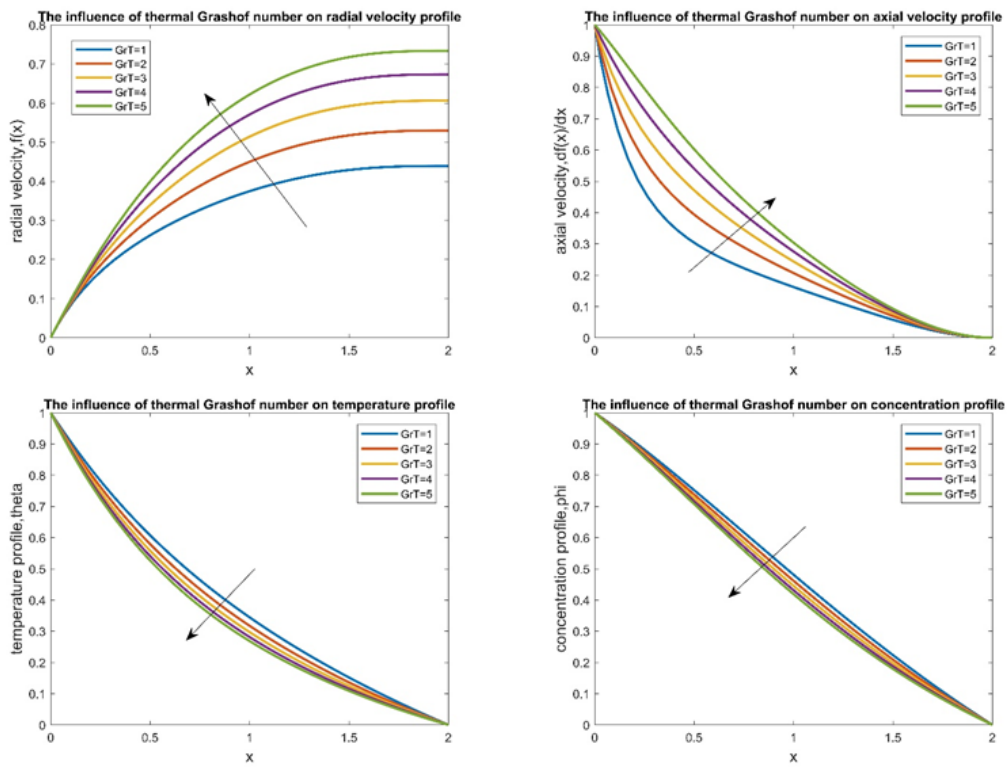 The influence of thermal Grashof number on radial velocity profile
0.8
0.7
0.6
0.5
0.4
0.3
0.2
0.1
0
radial velocity,f(x)
GrT=1
GrT=2
GrT=3
GrT=4
GrT=5
0 0.5 1 1.5 2
x
The influence of thermal Grashof number on axial velocity profile
1
0.9
0.8
0.7
0.6
0.5
0.4
0.3
0.2
0.1
0
axial velocity,df(x)/dx
GrT=1
GrT=2
GrT=3
GrT=4
GrT=5
0 0.5 1 1.5 2
x
The influence of thermal Grashof number on temperature profile
1
0.9
0.8
0.7
0.6
0.5
0.4
0.3
0.2
0.1
0
temperature profile,theta
GrT=1
GrT=2
GrT=3
GrT=4
GrT=5
0 0.5 1 1.5 2
x
The influence of thermal Grashof number on concentration profile
1
0.9
0.8
0.7
0.6
0.5
0.4
0.3
0.2
0.1
0
concentration profile,phi
GrT=1
GrT=2
GrT=3
GrT=4
GrT=5
0 0.5 1 1.5 2
x